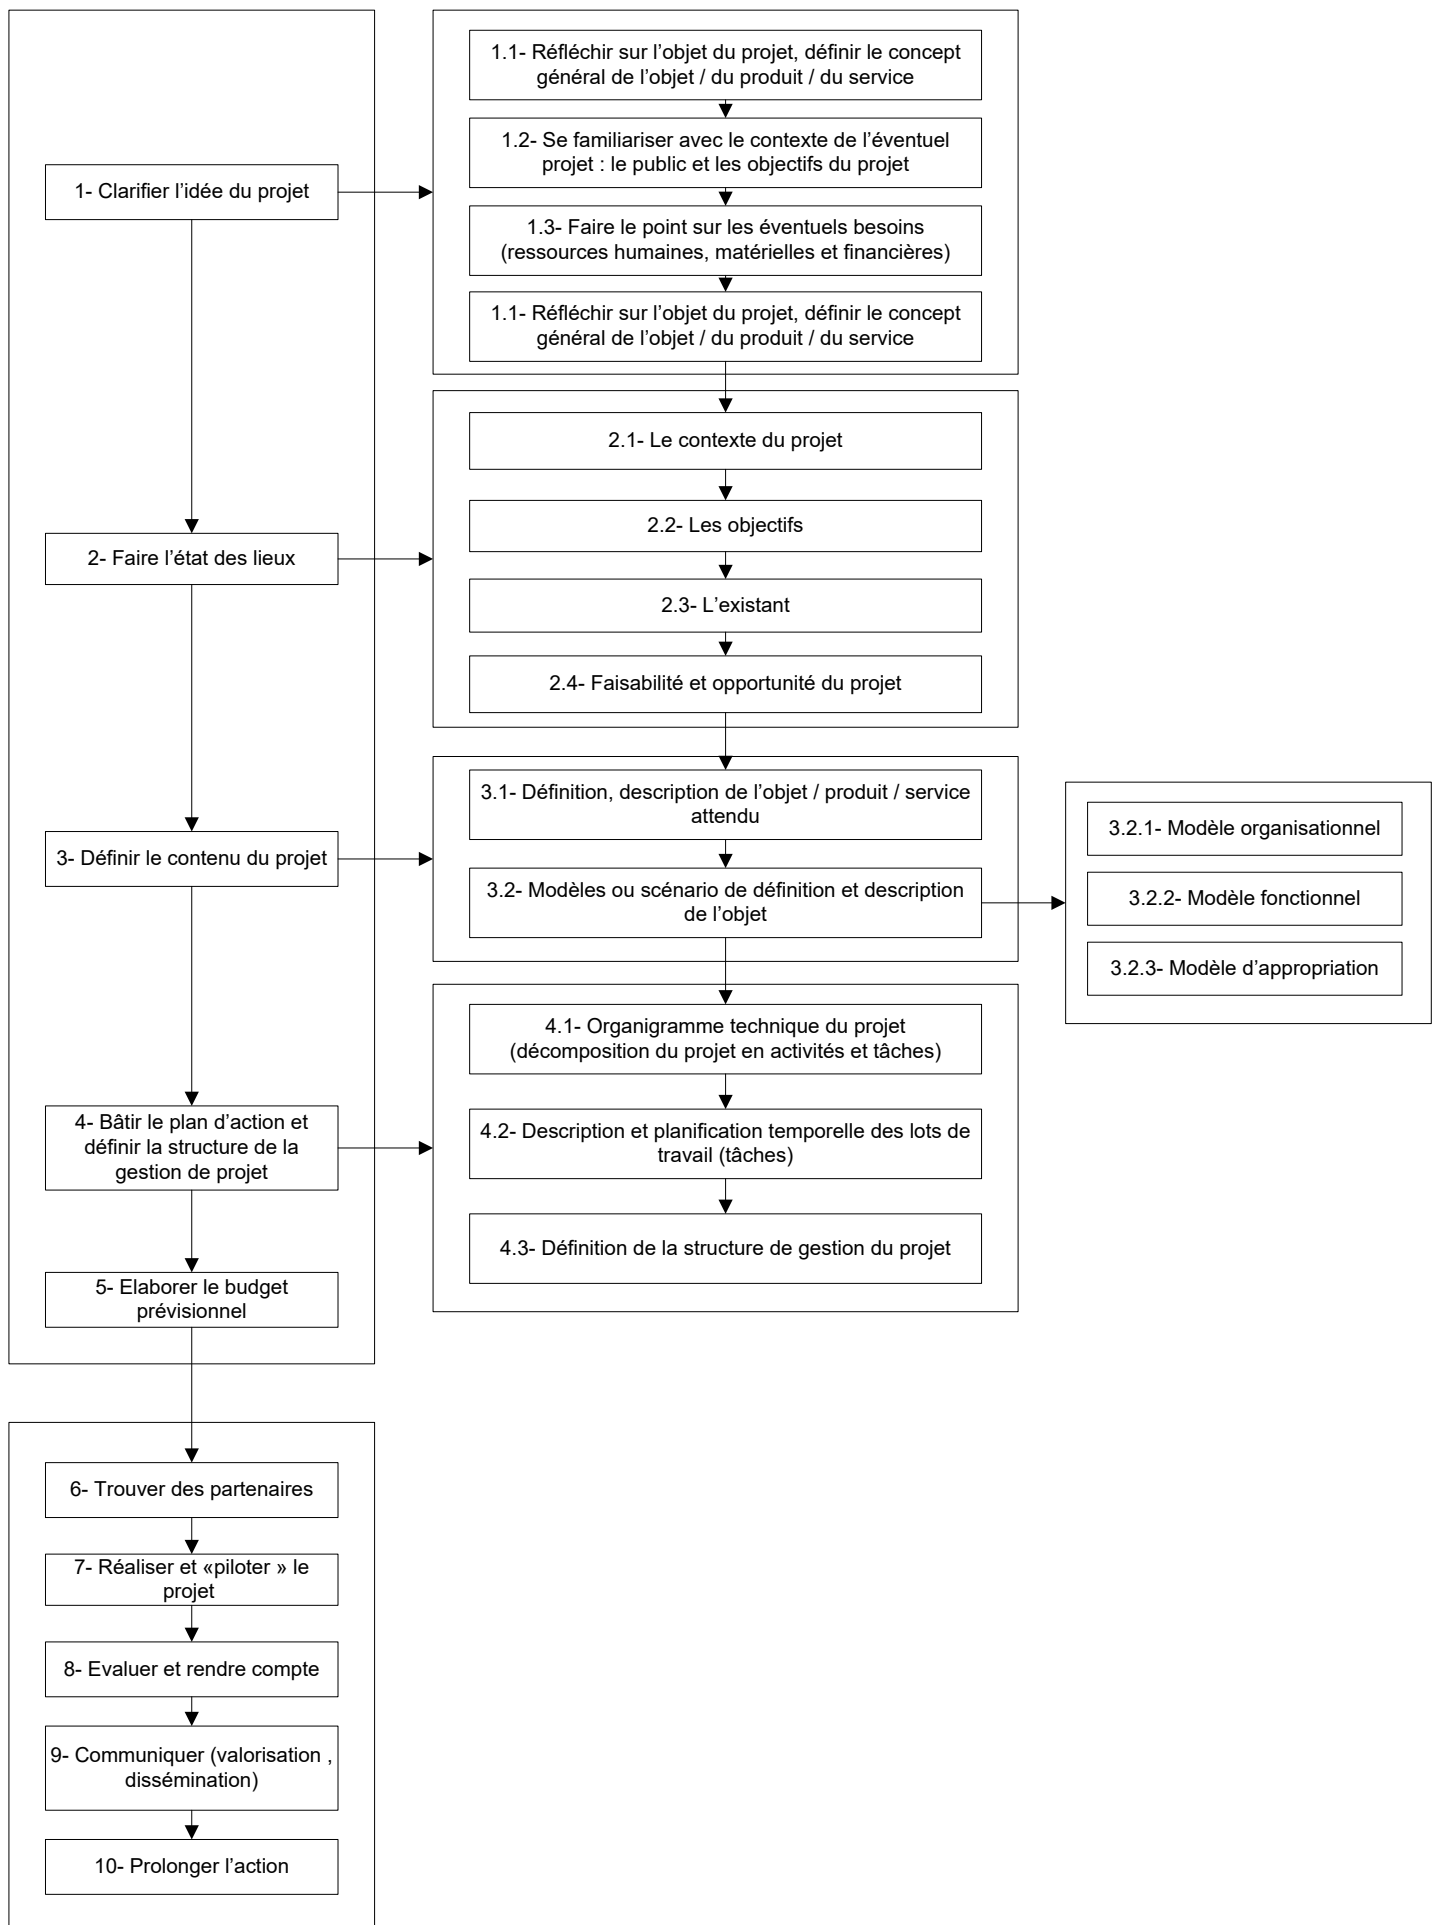 1- Clarifier l’idée du projet
1.1- Réfléchir sur l’objet du projet, définir le concept
général de l’objet / du produit / du service
1.2- Se familiariser avec le contexte de l’éventuel
projet : le public et les objectifs du projet
1.3- Faire le point sur les éventuels besoins
(ressources humaines, matérielles et financières)
1.1- Réfléchir sur l’objet du projet, définir le concept
général de l’objet / du produit / du service
2- Faire l’état des lieux
2.1- Le contexte du projet
2.2- Les objectifs
2.3- L’existant
2.4- Faisabilité et opportunité du projet
3- Définir le contenu du projet
3.1- Définition, description de l’objet / produit / service
attendu
3.2- Modèles ou scénario de définition et description
de l’objet
3.2.1- Modèle organisationnel
3.2.2- Modèle fonctionnel
3.2.3- Modèle d’appropriation
4- Bâtir le plan d’action et
définir la structure de la
gestion de projet
4.1- Organigramme technique du projet
(décomposition du projet en activités et tâches)
4.2- Description et planification temporelle des lots de
travail (tâches)
4.3- Définition de la structure de gestion du projet
5- Elaborer le budget
prévisionnel
6- Trouver des partenaires
7- Réaliser et «piloter » le
projet
8- Evaluer et rendre compte
9- Communiquer (valorisation ,
dissémination)
10- Prolonger l’action